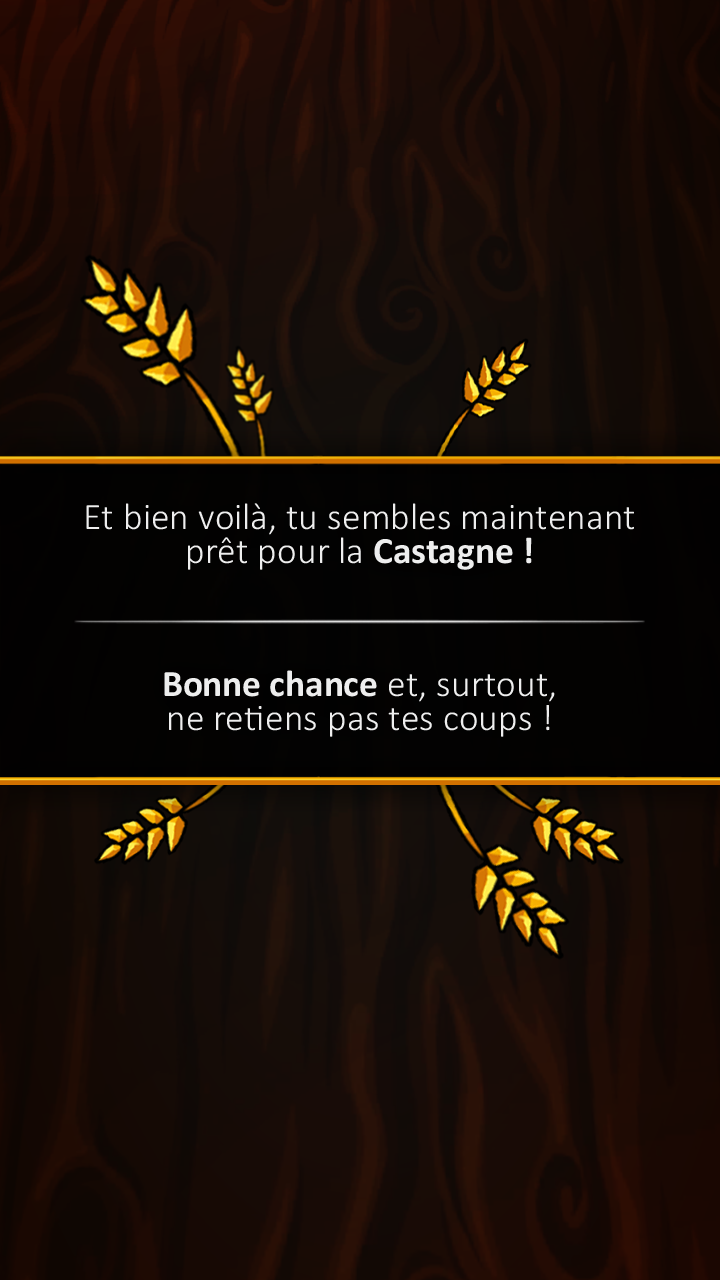 Et bien voilà, tu sembles maintenant
prêt pour la Castagne !
Bonne chance et, surtout,
ne retiens pas tes coups !